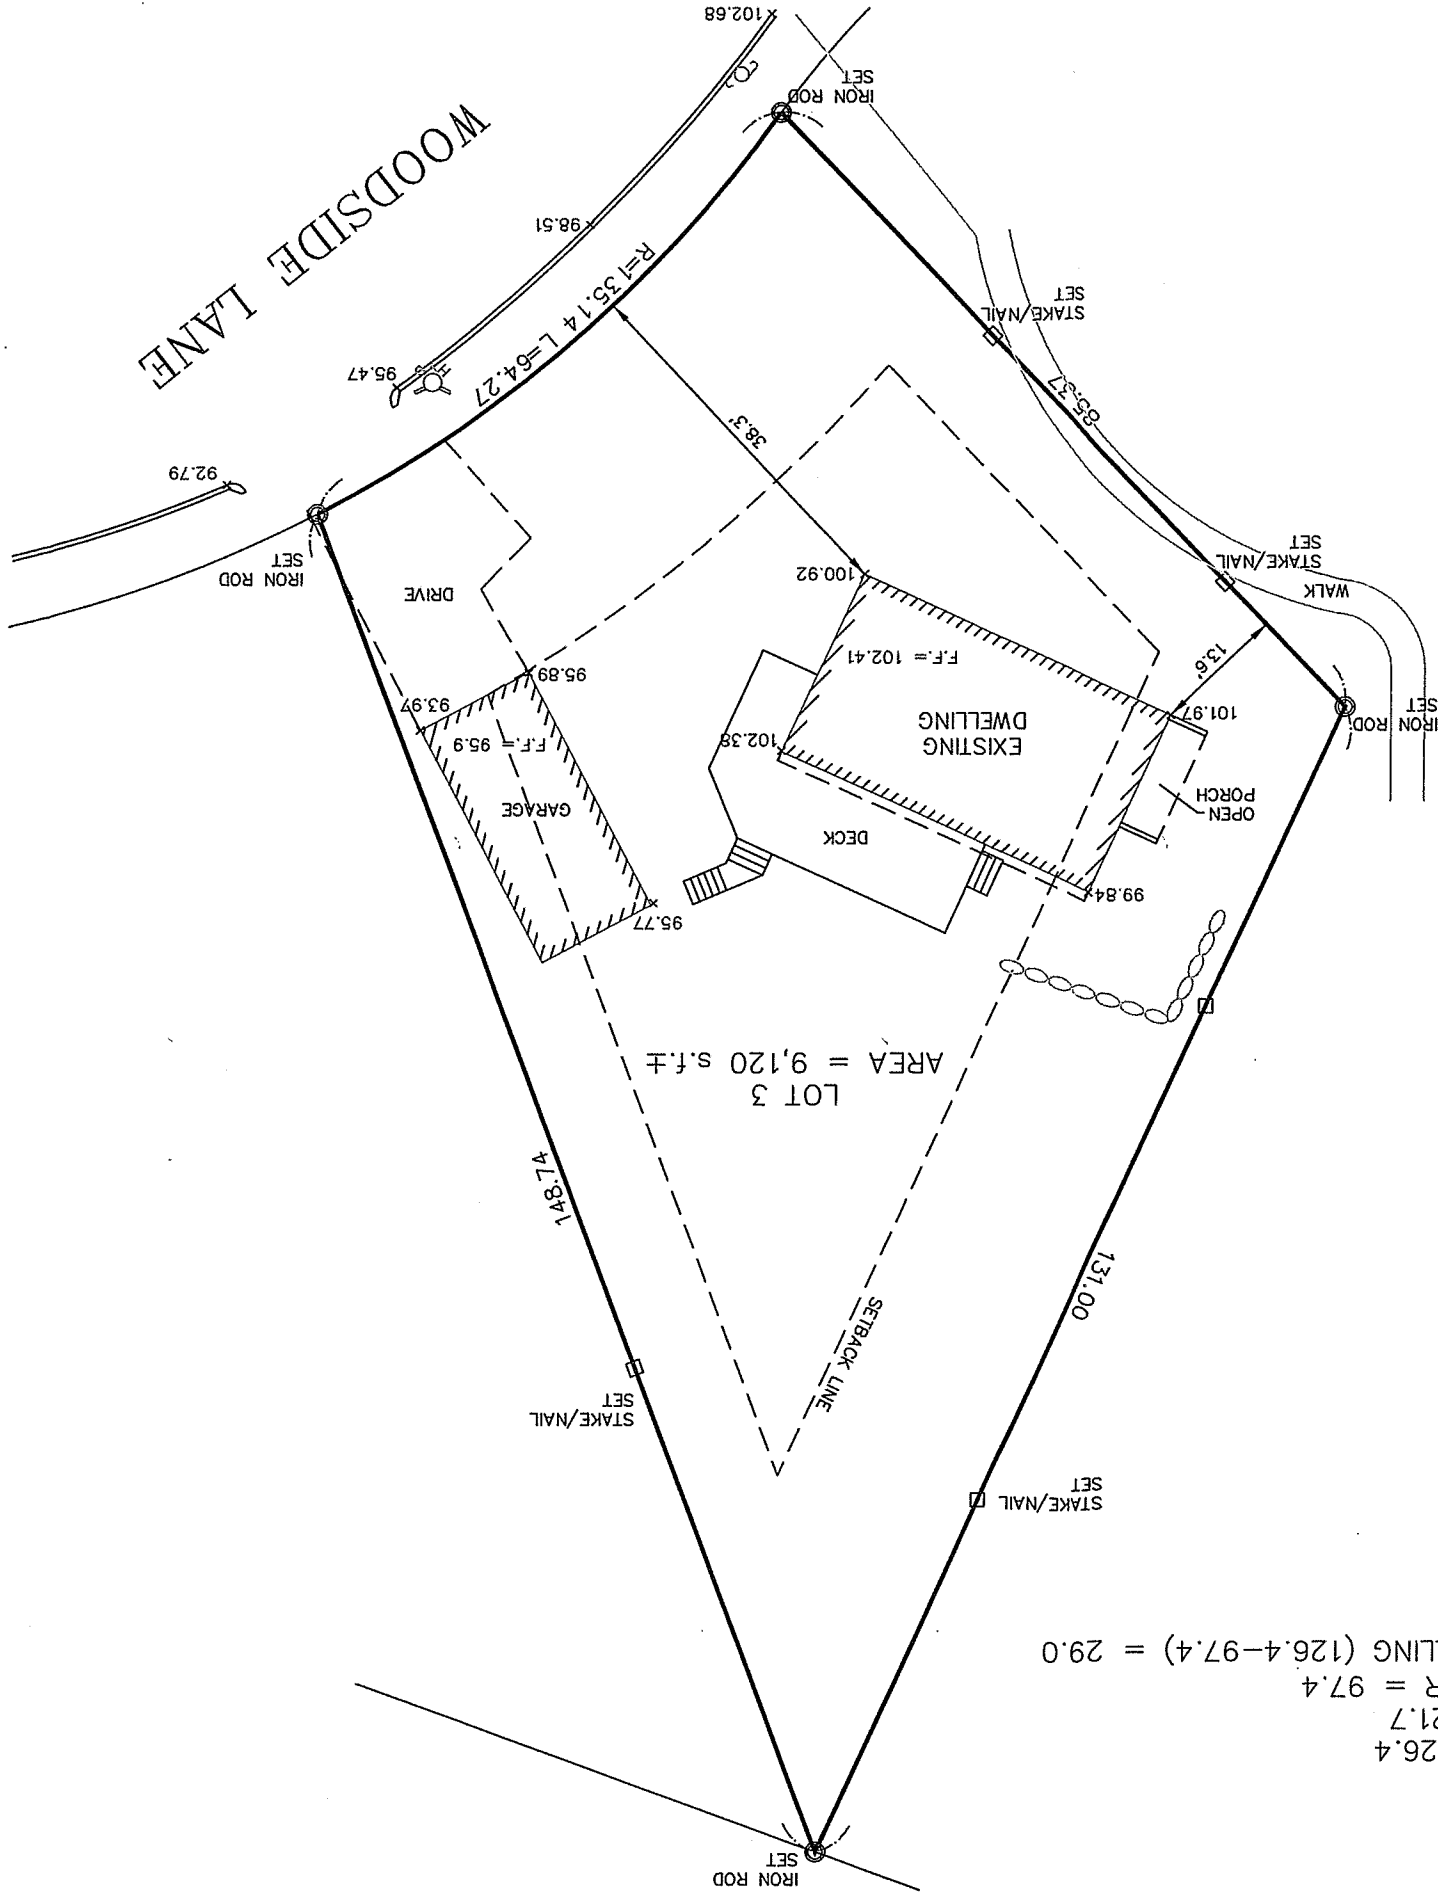 IRON ROD
SET
26.4
21.7
R = 97.4
LLING (126.4-97.4) = 29.0
STAKE/NAIL
SET
STAKE/NAIL
SET
SETBACK LINE
131.00
148.74
LOT 3
AREA = 9,120 s.f.±
95.77
99.84
DECK
GARAGE
F.F. = 95.9
OPEN
PORCH
EXISTING
DWELLING
102.38
101.97
F.F. = 102.41
93.97
95.89
IRON ROD
SET
13.6'
WALK
100.92
DRIVE
IRON ROD
SET
STAKE/NAIL
SET
92.79
38.3'
85.37
95.47
R=135.14 L=64.27
STAKE/NAIL
SET
98.51
WOODSIDE LANE
IRON ROD
SET
102.68